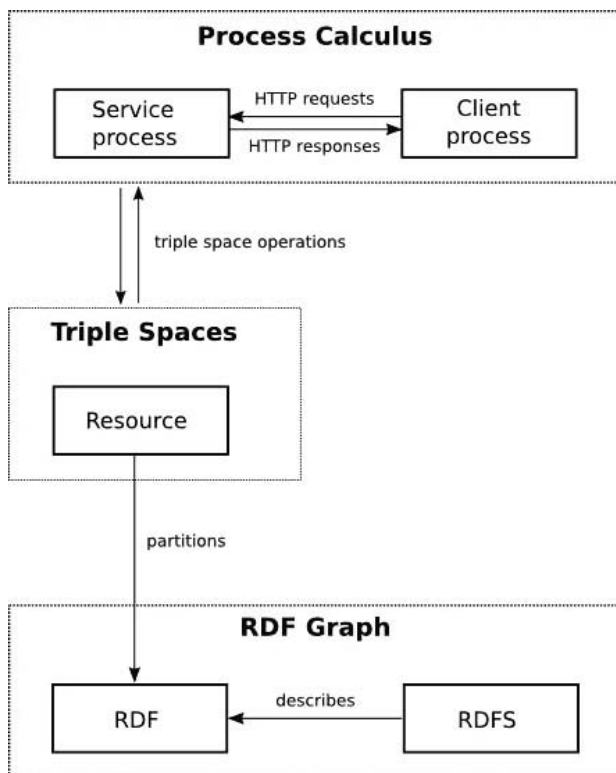 Process Calculus
Service
process
HTTP requests
HTTP responses
Client
process
triple space operations
Triple Spaces
Resource
partitions
RDF Graph
RDF
describes
RDFS